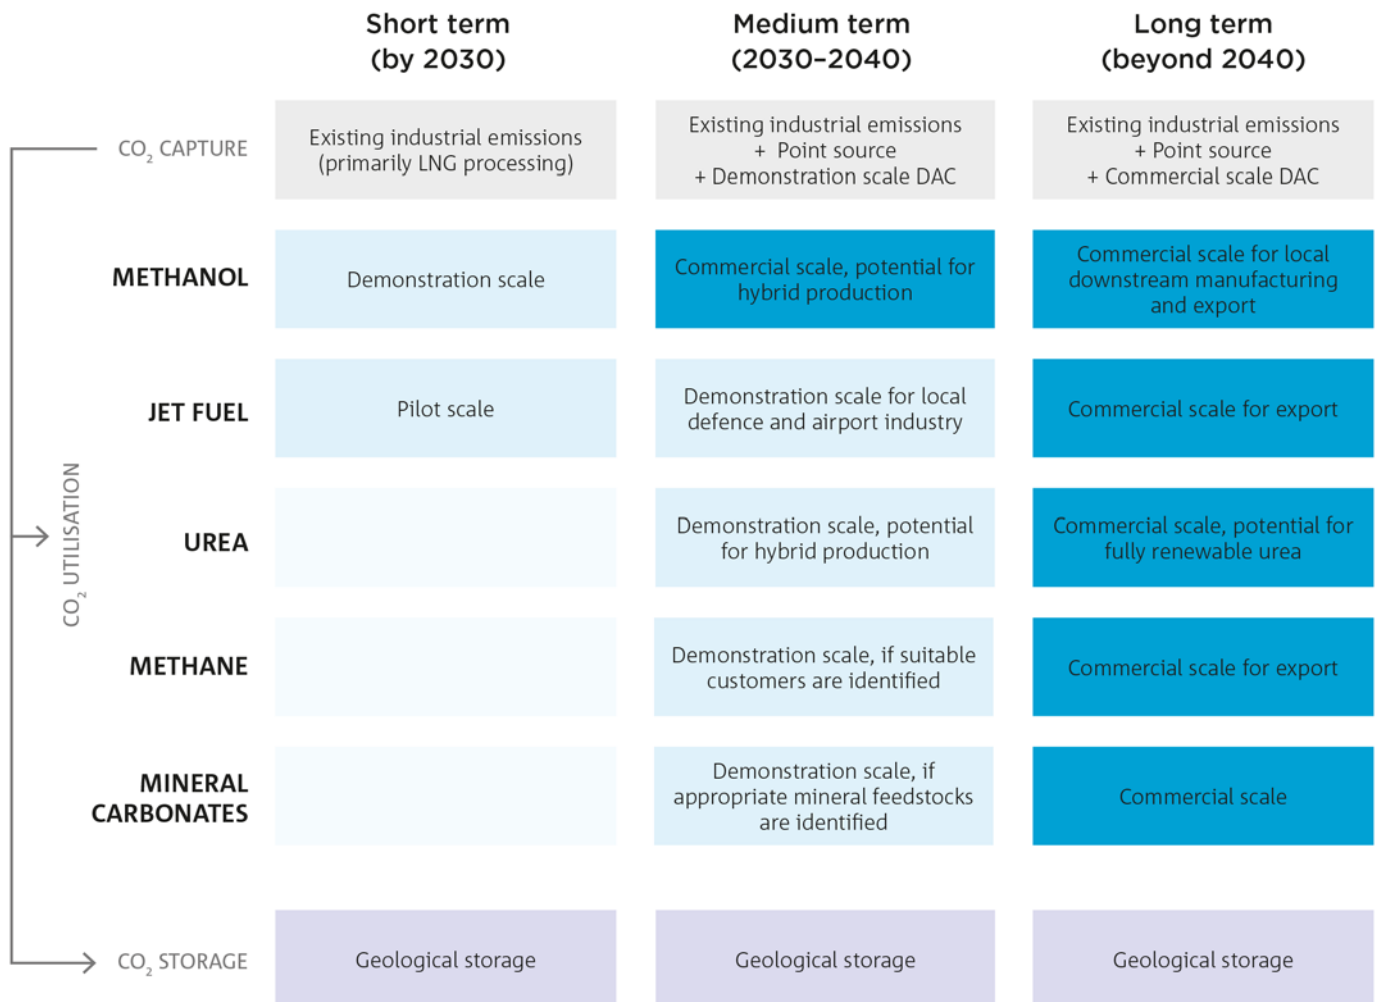 Short term
(by 2030)
Medium term
(2030–2040)
Long term
(beyond 2040)
CO₂ CAPTURE
Existing industrial emissions
(primarily LNG processing)
Existing industrial emissions
+ Point source
+ Demonstration scale DAC
Existing industrial emissions
+ Point source
+ Commercial scale DAC
CO₂ UTILISATION
METHANOL
Demonstration scale
Commercial scale, potential for
hybrid production
Commercial scale for local
downstream manufacturing
and export
JET FUEL
Pilot scale
Demonstration scale for local
defence and airport industry
Commercial scale for export
UREA
Demonstration scale, potential
for hybrid production
Commercial scale, potential for
fully renewable urea
METHANE
Demonstration scale, if suitable
customers are identified
Commercial scale for export
MINERAL
CARBONATES
Demonstration scale, if
appropriate mineral feedstocks
are identified
Commercial scale
CO₂ STORAGE
Geological storage
Geological storage
Geological storage